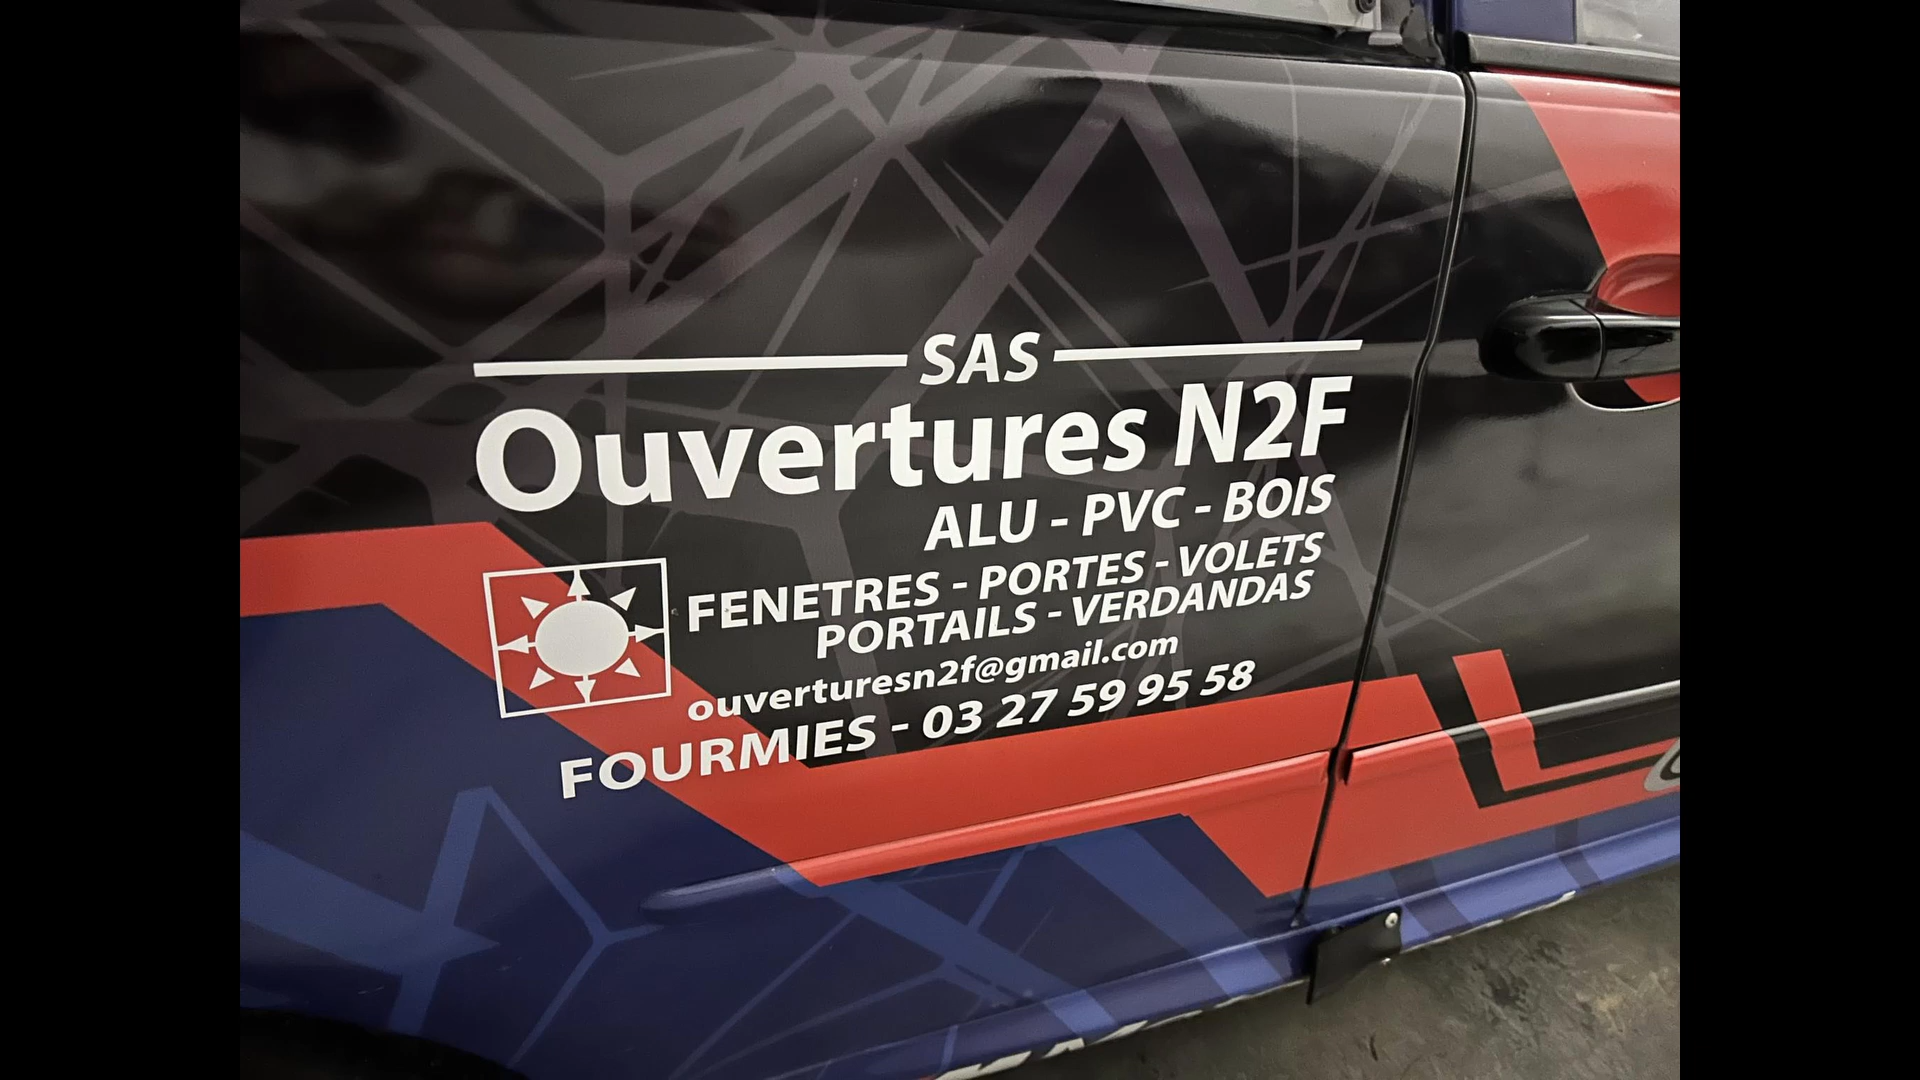 SAS
Ouvertures N2F
ALU - PVC - BOIS
FENETRES - PORTES - VOLETS
PORTAILS - VERDANDAS
ouverturesn2f@gmail.com
FOURMIES - 03 27 59 95 58